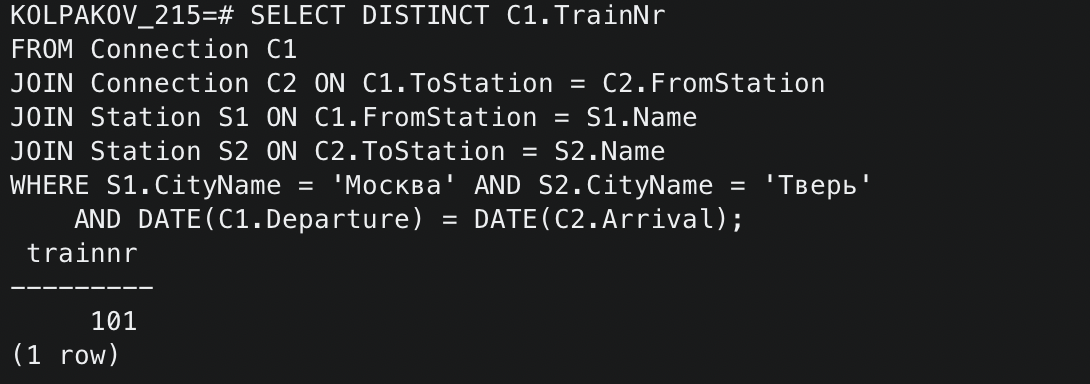 KOLPAKOV_215=# SELECT DISTINCT C1.TrainNr
FROM Connection C1
JOIN Connection C2 ON C1.ToStation = C2.FromStation
JOIN Station S1 ON C1.FromStation = S1.Name
JOIN Station S2 ON C2.ToStation = S2.Name
WHERE S1.CityName = 'Москва' AND S2.CityName = 'Тверь'
    AND DATE(C1.Departure) = DATE(C2.Arrival);
 trainnr
---------
     101
(1 row)